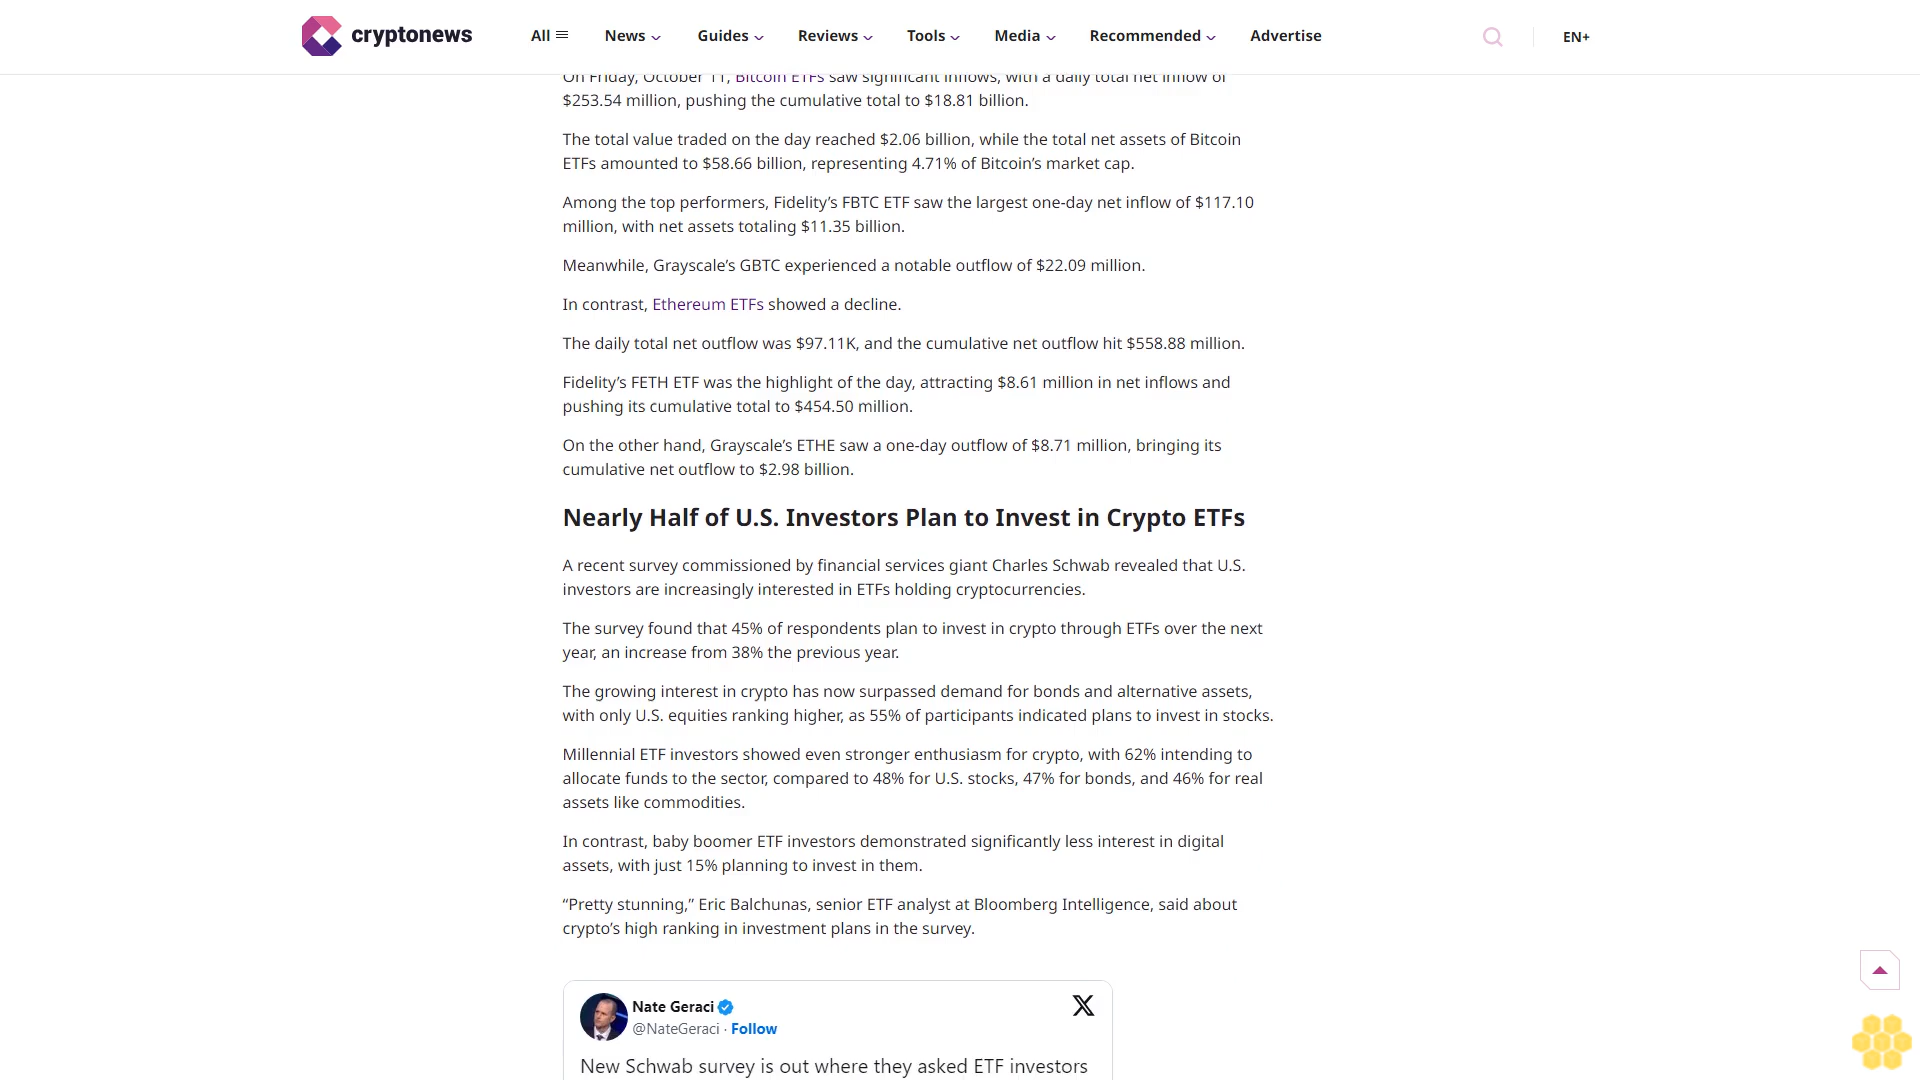 cryptonews
All
News
Guides
Reviews
Tools
Media
Recommended
Advertise
EN+
On Friday, October 11, Bitcoin ETFs saw significant inflows, with a daily total net inflow of
$253.54 million, pushing the cumulative total to $18.81 billion.
The total value traded on the day reached $2.06 billion, while the total net assets of Bitcoin
ETFs amounted to $58.66 billion, representing 4.71% of Bitcoin’s market cap.
Among the top performers, Fidelity’s FBTC ETF saw the largest one-day net inflow of $117.10
million, with net assets totaling $11.35 billion.
Meanwhile, Grayscale’s GBTC experienced a notable outflow of $22.09 million.
In contrast, Ethereum ETFs showed a decline.
The daily total net outflow was $97.11K, and the cumulative net outflow hit $558.88 million.
Fidelity’s FETH ETF was the highlight of the day, attracting $8.61 million in net inflows and
pushing its cumulative total to $454.50 million.
On the other hand, Grayscale’s ETHE saw a one-day outflow of $8.71 million, bringing its
cumulative net outflow to $2.98 billion.
Nearly Half of U.S. Investors Plan to Invest in Crypto ETFs
A recent survey commissioned by financial services giant Charles Schwab revealed that U.S.
investors are increasingly interested in ETFs holding cryptocurrencies.
The survey found that 45% of respondents plan to invest in crypto through ETFs over the next
year, an increase from 38% the previous year.
The growing interest in crypto has now surpassed demand for bonds and alternative assets,
with only U.S. equities ranking higher, as 55% of participants indicated plans to invest in stocks.
Millennial ETF investors showed even stronger enthusiasm for crypto, with 62% intending to
allocate funds to the sector, compared to 48% for U.S. stocks, 47% for bonds, and 46% for real
assets like commodities.
In contrast, baby boomer ETF investors demonstrated significantly less interest in digital
assets, with just 15% planning to invest in them.
“Pretty stunning,” Eric Balchunas, senior ETF analyst at Bloomberg Intelligence, said about
crypto’s high ranking in investment plans in the survey.
Nate Geraci
@NateGeraci · Follow
New Schwab survey is out where they asked ETF investors